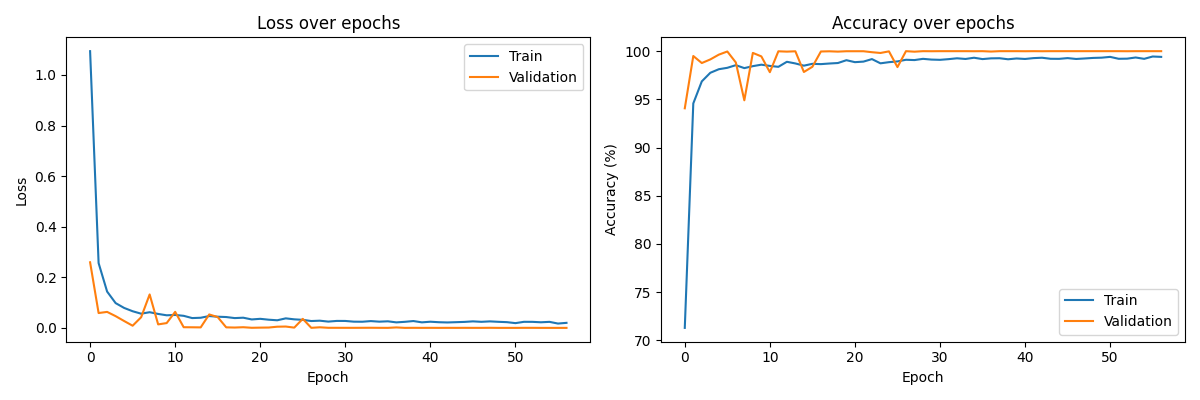 Loss over epochs
Loss
1.0
0.8
0.6
0.4
0.2
0.0
0 10 20 30 40 50
Epoch
Train
Validation
Accuracy over epochs
Accuracy (%)
100
95
90
85
80
75
70
0 10 20 30 40 50
Epoch
Train
Validation